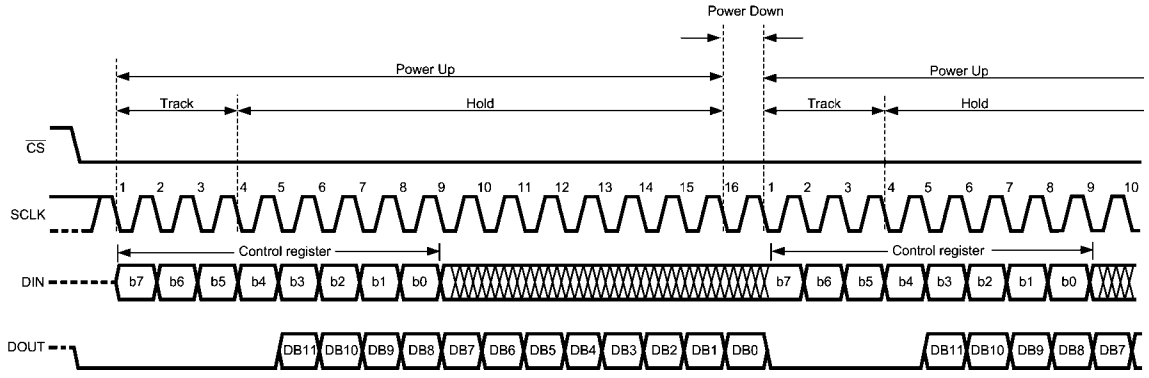 Power Down
Power Up Power Up
Track Hold Track Hold
CS
1 2 3 4 5 6 7 8 9 10 11 12 13 14 15 16 1 2 3 4 5 6 7 8 9 10
SCLK
Control register Control register
DIN b7 b6 b5 b4 b3 b2 b1 b0 b7 b6 b5 b4 b3 b2 b1 b0
DOUT DB11 DB10 DB9 DB8 DB7 DB6 DB5 DB4 DB3 DB2 DB1 DB0 DB11 DB10 DB9 DB8 DB7